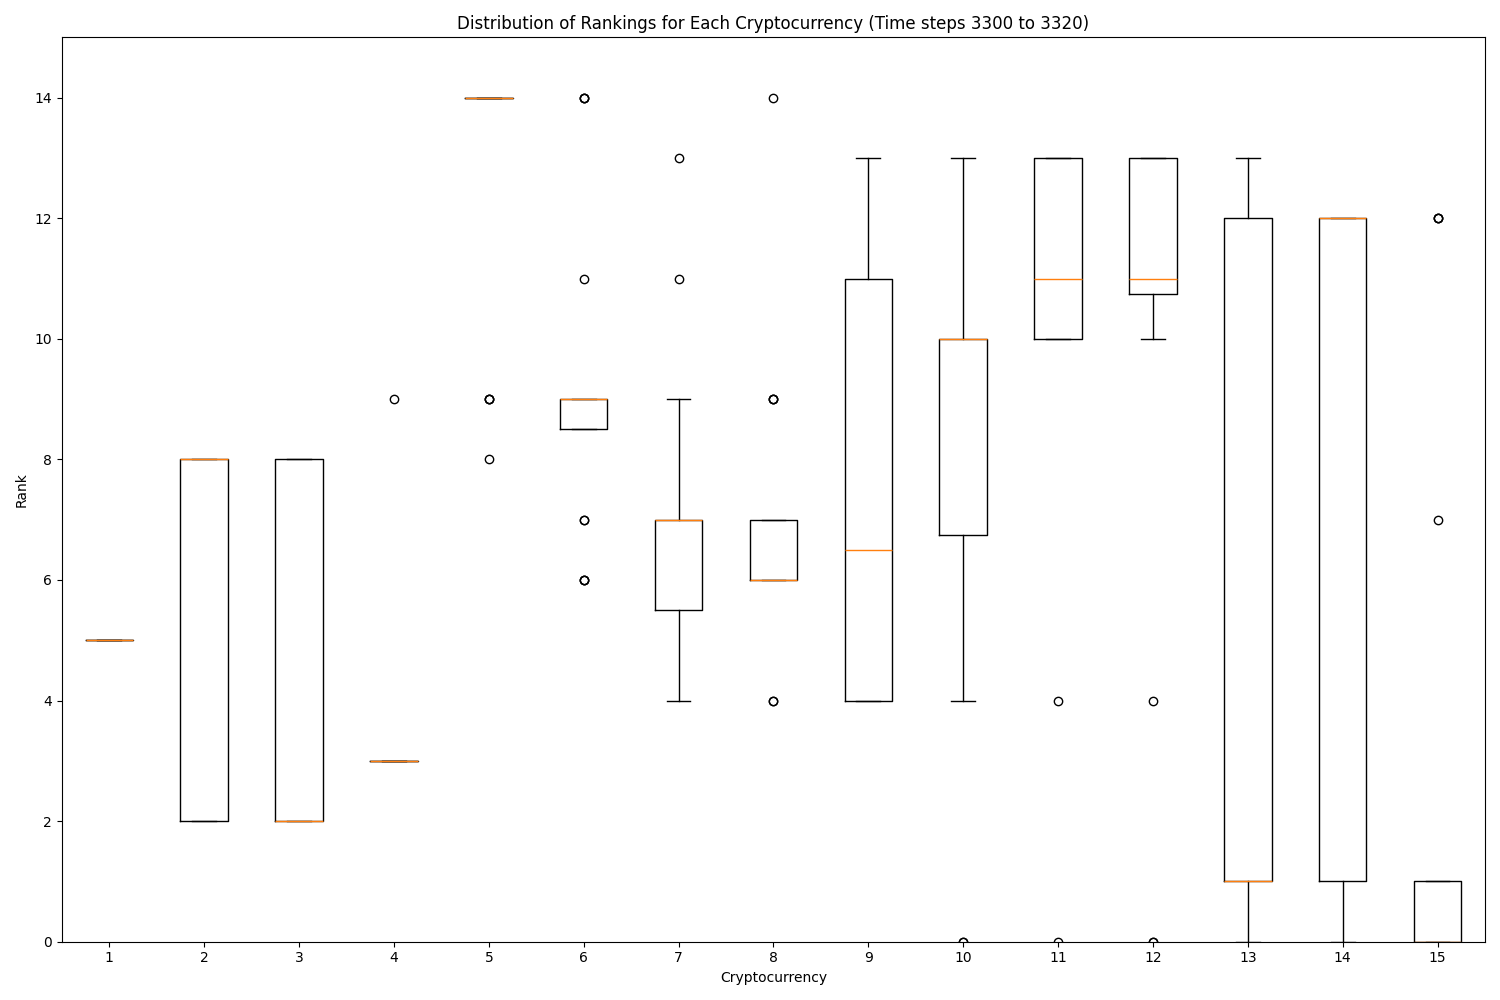 Distribution of Rankings for Each Cryptocurrency (Time steps 3300 to 3320)
14
12
10
8
6
4
2
0
Rank
1 2 3 4 5 6 7 8 9 10 11 12 13 14 15
Cryptocurrency